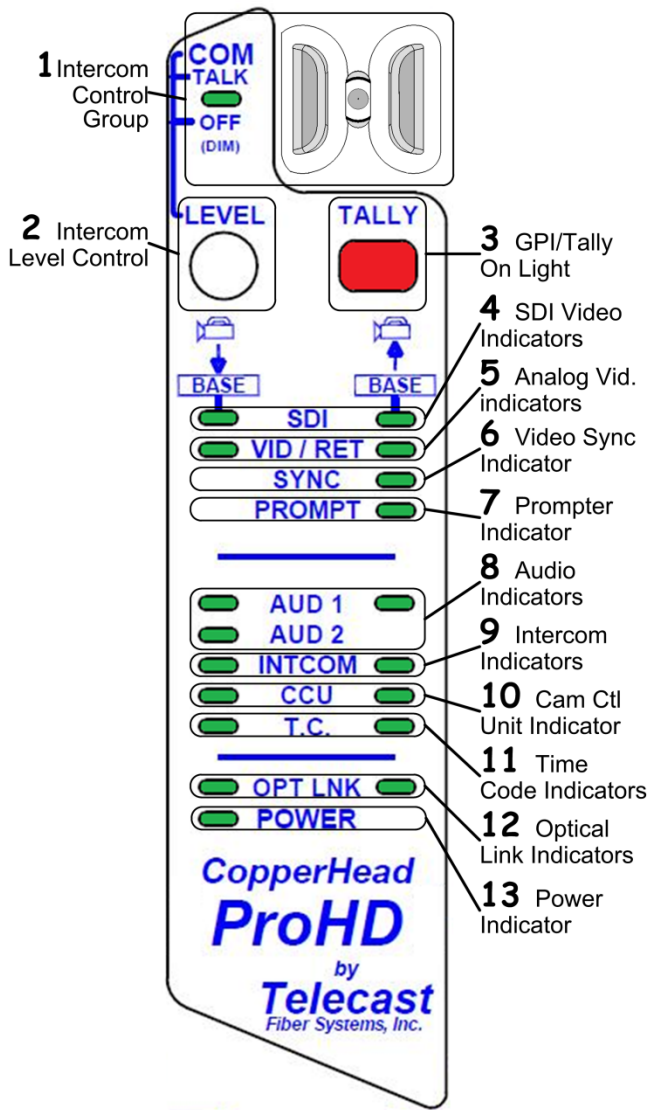 COM
TALK
OFF
(DIM)
1 Intercom
Control
Group
LEVEL
TALLY
2 Intercom
Level Control
3 GPI/Tally
On Light
BASE
BASE
4 SDI Video
Indicators
SDI
5 Analog Vid.
indicators
VID / RET
6 Video Sync
Indicator
SYNC
7 Prompter
Indicator
PROMPT
8 Audio
Indicators
AUD 1
AUD 2
9 Intercom
Indicators
INTCOM
10 Cam Ctl
Unit Indicator
CCU
11 Time
Code Indicators
T.C.
12 Optical
Link Indicators
OPT LNK
13 Power
Indicator
POWER
CopperHead
ProHD
by
Telecast
Fiber Systems, Inc.